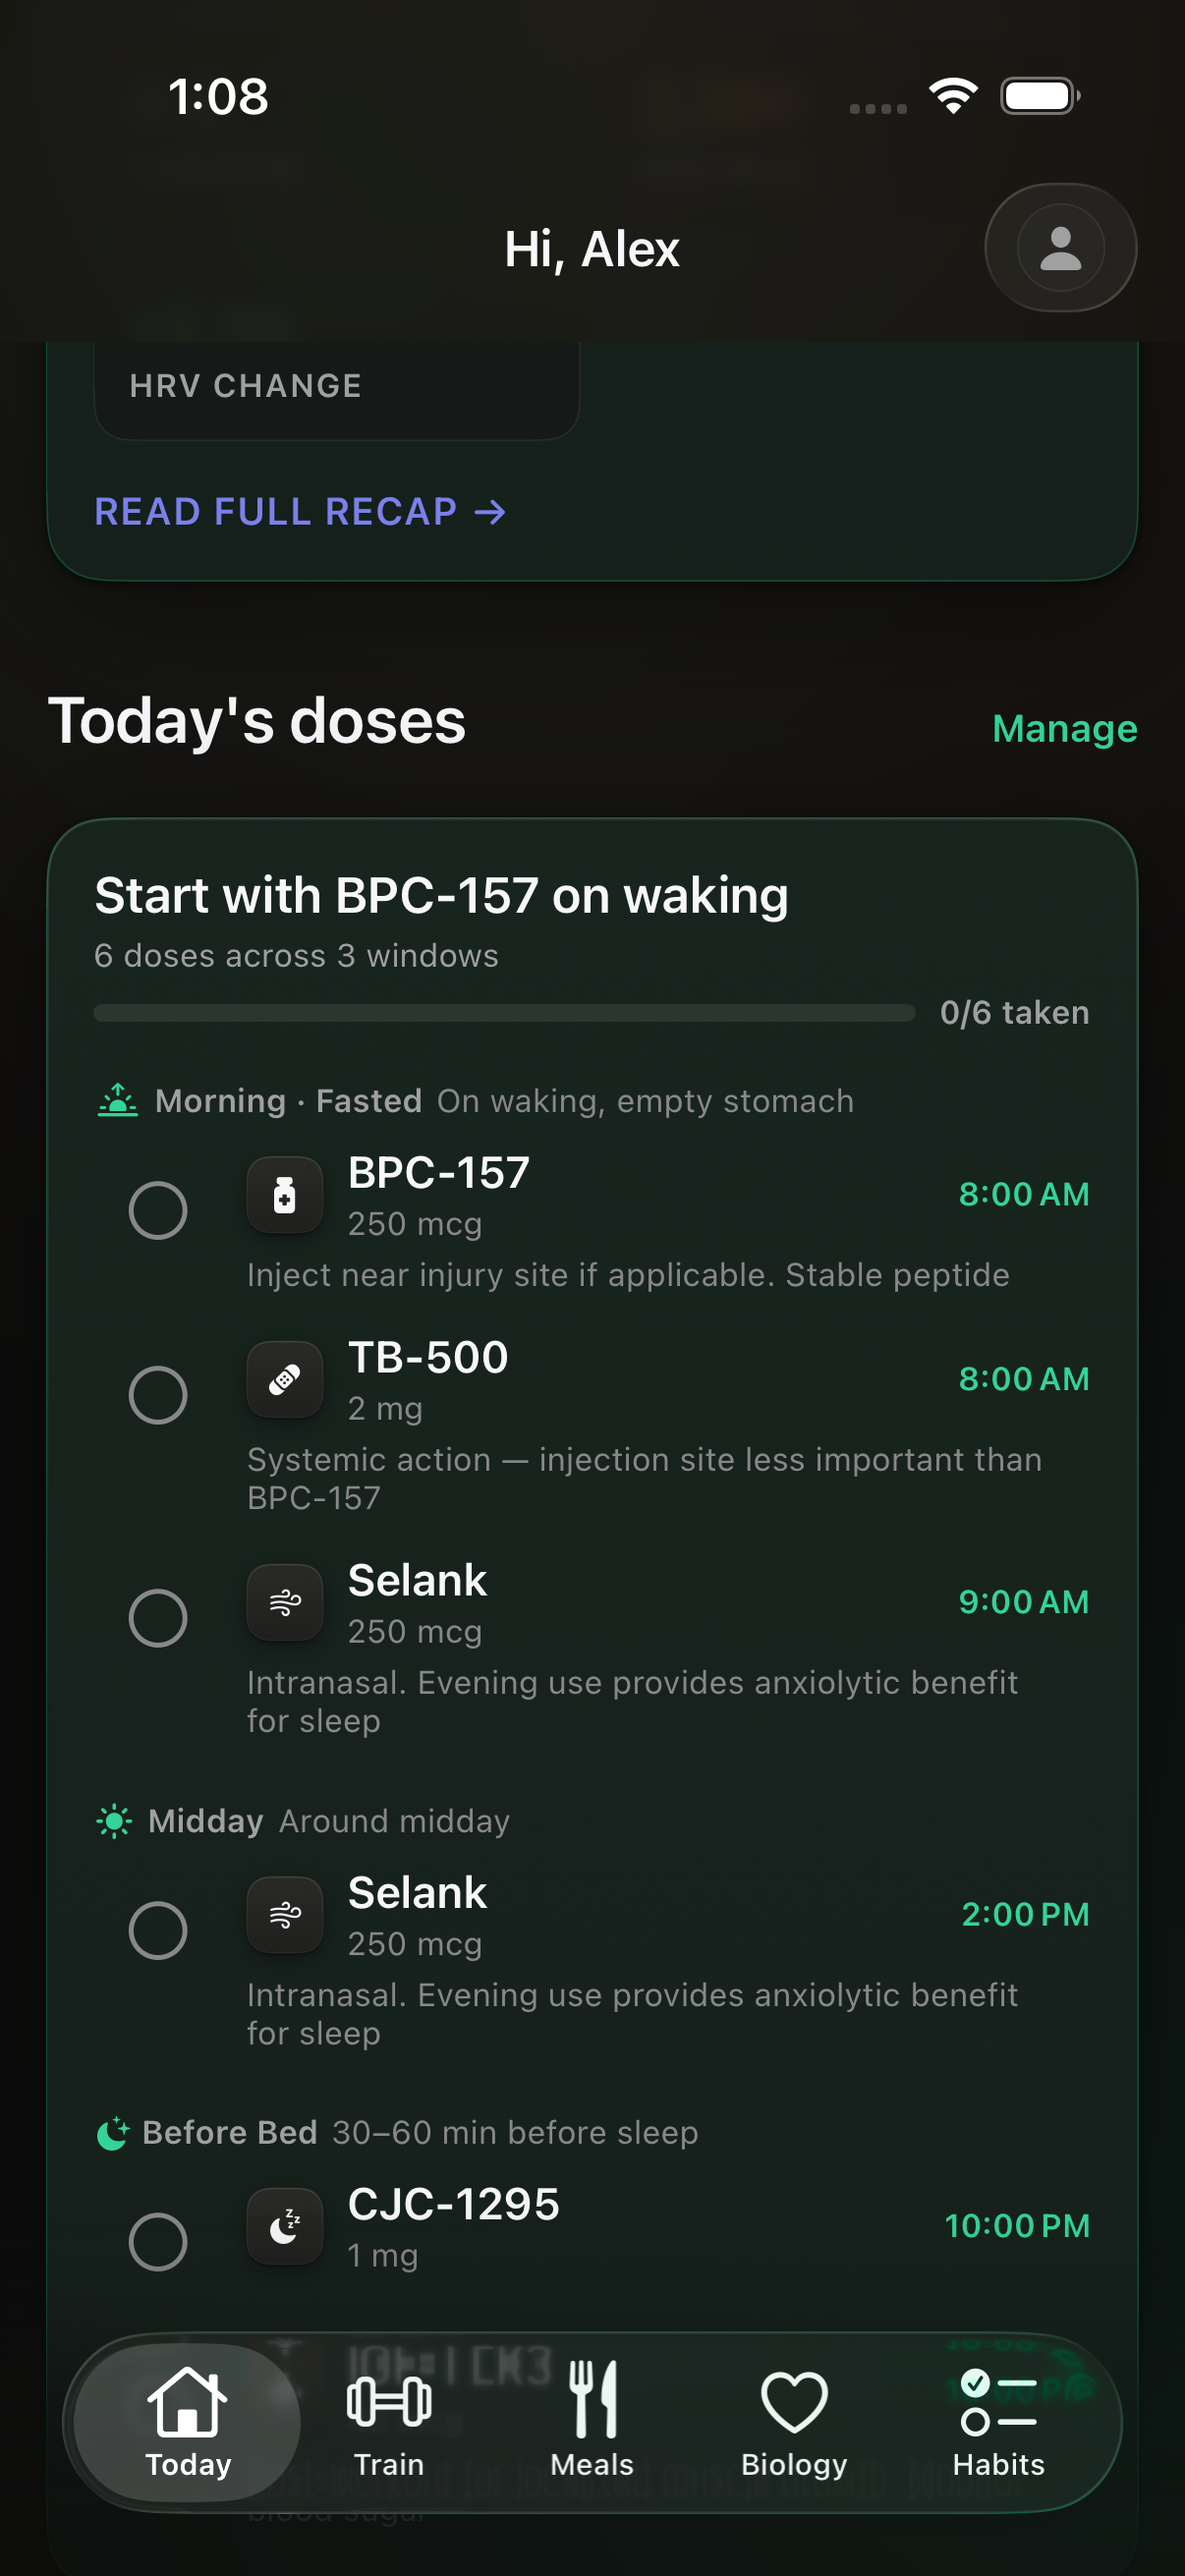 1:08
Hi, Alex
HRV CHANGE
READ FULL RECAP →
Today's doses
Manage
Start with BPC-157 on waking
6 doses across 3 windows
0/6 taken
Morning · Fasted On waking, empty stomach
BPC-157
8:00 AM
250 mcg
Inject near injury site if applicable. Stable peptide
TB-500
8:00 AM
2 mg
Systemic action — injection site less important than
BPC-157
Selank
9:00 AM
250 mcg
Intranasal. Evening use provides anxiolytic benefit
for sleep
Midday Around midday
Selank
2:00 PM
250 mcg
Intranasal. Evening use provides anxiolytic benefit
for sleep
Before Bed 30–60 min before sleep
CJC-1295
10:00 PM
1 mg
Today
Train
Meals
Biology
Habits
blood sugar